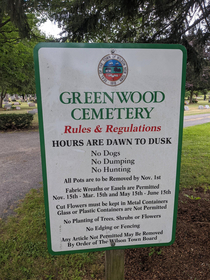 GREENWOOD
CEMETERY
Rules & Regulations
HOURS ARE DAWN TO DUSK
No Dogs
No Dumping
No Hunting
All Pots are to be Removed by Nov. 1st
Fabric Wreaths or Easels are Permitted
Nov. 15th - Mar. 15th and May 15th - June 15th
Cut Flowers must be kept in Metal Containers
Glass or Plastic Containers are Not Permitted
No Planting of Trees, Shrubs or Flowers
No Edging or Fencing
Any Article Not Permitted May Be Removed
By Order of The Wilson Town Board